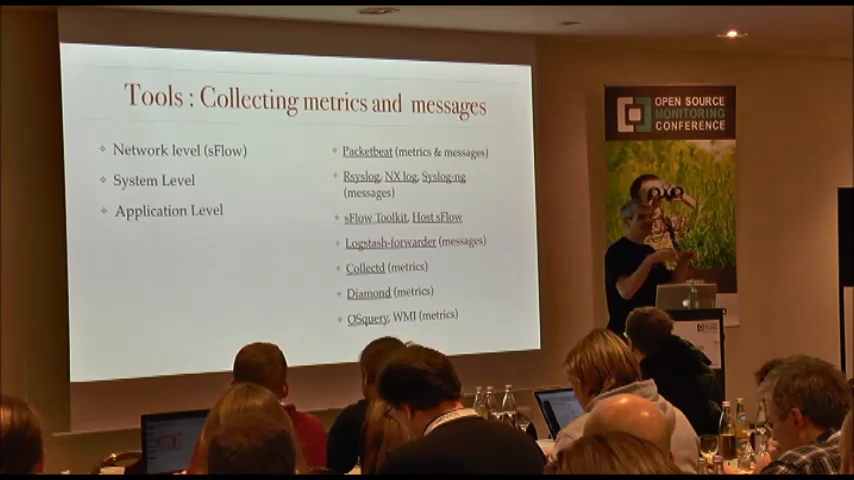 Tools : Collecting metrics and messages
Network level (sFlow)
System Level
Application Level
Packetbeat (metrics & messages)
Rsyslog, NX log, Syslog-ng
(messages)
sFlow Toolkit, Host sFlow
Logstash-forwarder (messages)
Collectd (metrics)
Diamond (metrics)
OSquery, WMI (metrics)
OPEN SOURCE
MONITORING
CONFERENCE